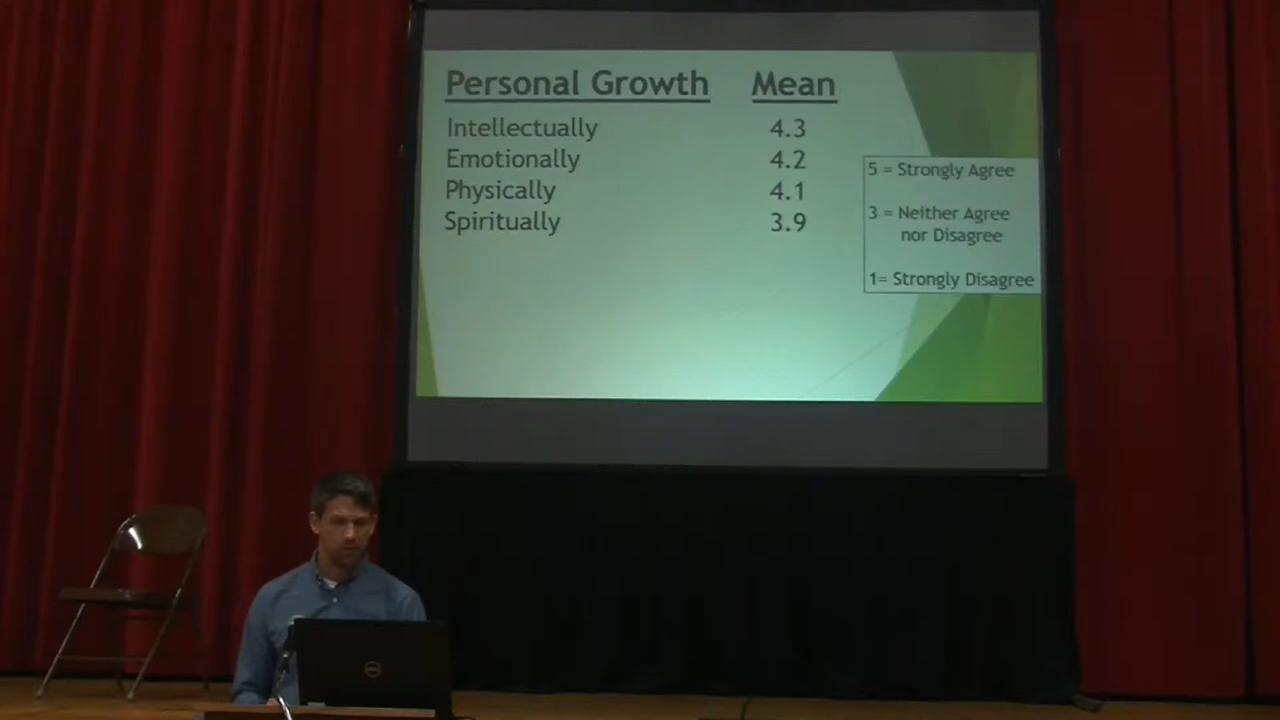 Personal Growth Mean
Intellectually 4.3
Emotionally 4.2
Physically 4.1
Spiritually 3.9
5 = Strongly Agree
3 = Neither Agree
nor Disagree
1= Strongly Disagree
DELL